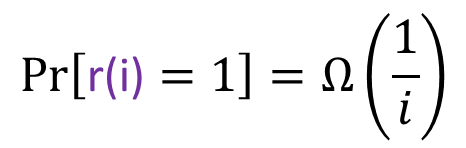 Pr[r(i) = 1] = Ω(1/i)